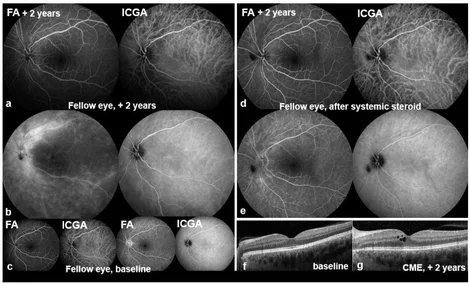 FA + 2 years
ICGA
a
Fellow eye, + 2 years
b
FA
ICGA
FA
ICGA
c
Fellow eye, baseline
FA + 2 years
ICGA
d
Fellow eye, after systemic steroid
e
f
baseline
g
CME, + 2 years